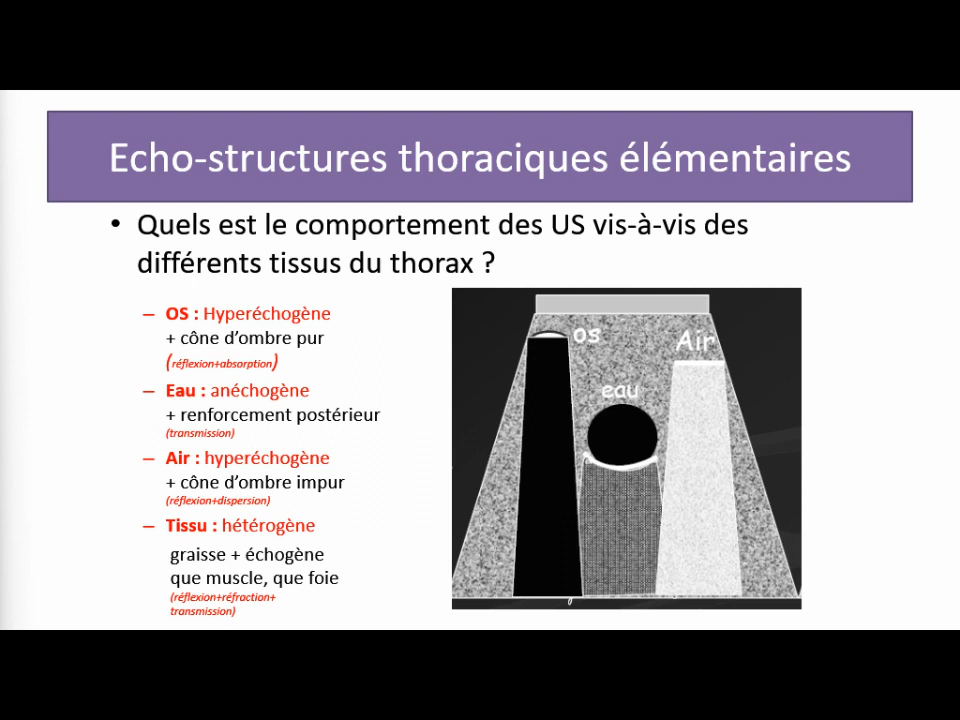 Echo-structures thoraciques élémentaires
• Quels est le comportement des US vis-à-vis des
différents tissus du thorax ?
– OS : Hyperéchogène
+ cône d’ombre pur
(réflexion+absorption)
– Eau : anéchogène
+ renforcement postérieur
(transmission)
– Air : hyperéchogène
+ cône d’ombre impur
(réflexion+dispersion)
– Tissu : hétérogène
graisse + échogène
que muscle, que foie
(réflexion+réfraction+
transmission)
os
Air
eau